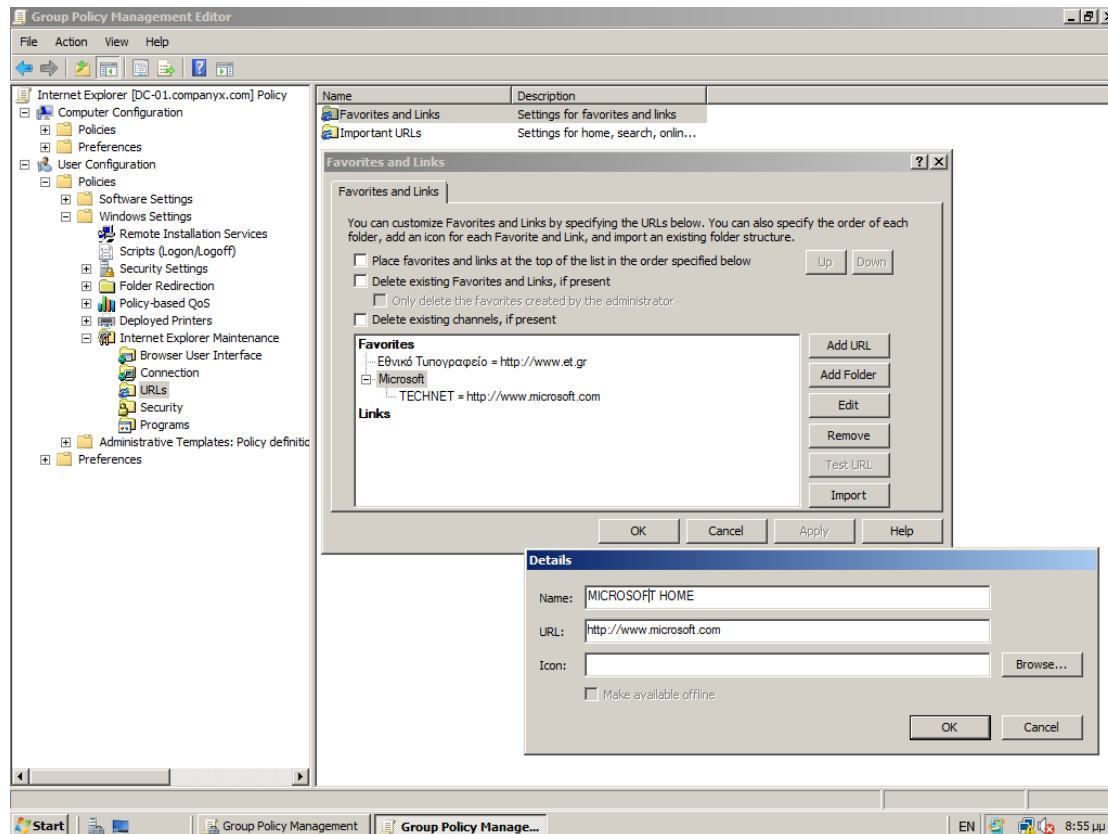 Group Policy Management Editor
File Action View Help
Internet Explorer [DC-01.companyx.com] Policy
Computer Configuration
Policies
Preferences
User Configuration
Policies
Software Settings
Windows Settings
Remote Installation Services
Scripts (Logon/Logoff)
Security Settings
Folder Redirection
Policy-based QoS
Deployed Printers
Internet Explorer Maintenance
Browser User Interface
Connection
URLs
Security
Programs
Administrative Templates: Policy definitic
Preferences
Name Description
Favorites and Links Settings for favorites and links
Important URLs Settings for home, search, onlin...
Favorites and Links
Favorites and Links
You can customize Favorites and Links by specifying the URLs below. You can also specify the order of each
folder, add an icon for each Favorite and Link, and import an existing folder structure.
Place favorites and links at the top of the list in the order specified below
Up Down
Delete existing Favorites and Links, if present
Only delete the favorites created by the administrator
Delete existing channels, if present
Favorites
Εθνικό Τυπογραφείο = http://www.et.gr
Microsoft
TECHNET = http://www.microsoft.com
Links
Add URL
Add Folder
Edit
Remove
Test URL
Import
OK Cancel Apply Help
Details
Name: MICROSOFT HOME
URL: http://www.microsoft.com
Icon: Browse...
Make available offline
OK Cancel
Start Group Policy Management Group Policy Manage... EN 8:55 μμ